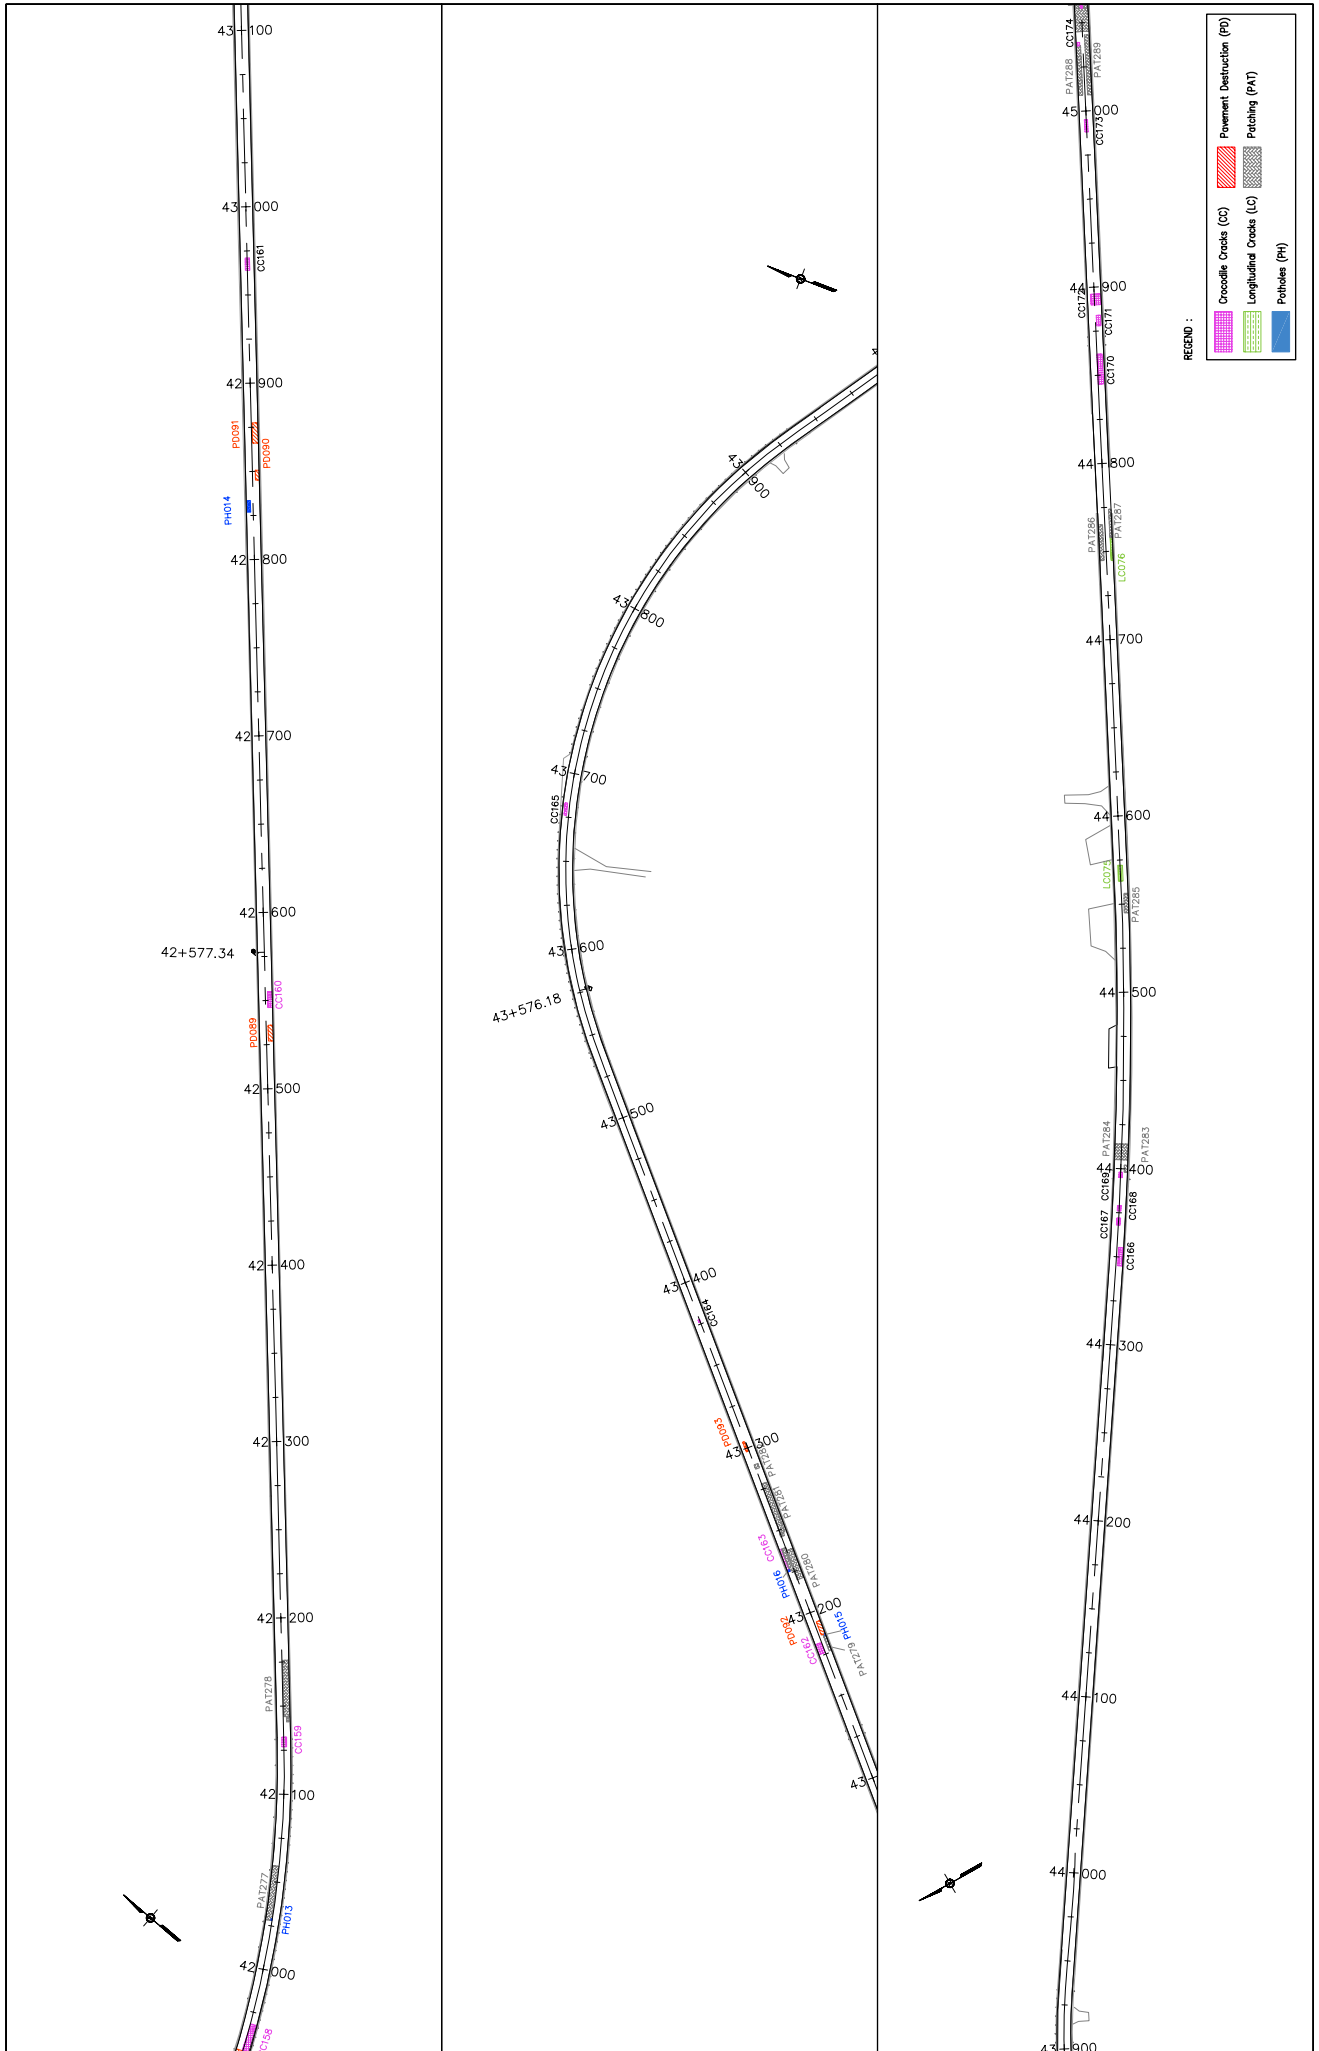 43+100
43+000
CC161
42+900
PD091
PD090
PH014
42+800
42+700
42+600
42+577.34
CC160
PD089
42+500
42+400
42+300
42+200
PAT278
CC159
42+100
PAT277
PH013
42+000
43+900
43+800
43+700
CC165
43+600
43+576.18
43+500
43+400
CC164
PD093
43+300
PAT281
CC163
PAT280
PH016
43+200
PD092
PH015
CC162
PAT279
43
CC174
PAT288
PAT289
45+000
CC173
44+900
CC172
CC171
CC170
44+800
PAT286
PAT287
LC076
44+700
44+600
LC075
PAT285
44+500
PAT284
PAT283
44+400
CC169
CC168
CC167
CC166
44+300
44+200
44+100
44+000
43+900
REGEND :
Crocodile Cracks (CC)
Longitudinal Cracks (LC)
Potholes (PH)
Pavement Destruction (PD)
Patching (PAT)